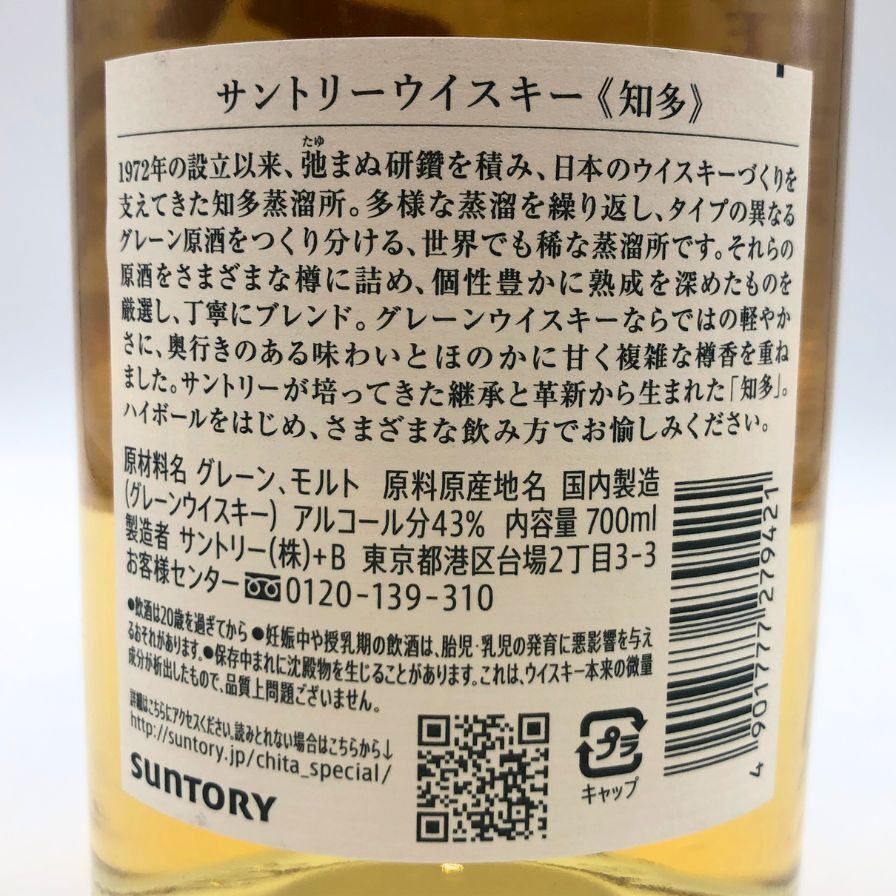 サントリーウイスキー《知多》
たゆ
1972年の設立以来、弛まぬ研鑽を積み、日本のウイスキーづくりを
支えてきた知多蒸溜所。多様な蒸溜を繰り返し、タイプの異なる
グレーン原酒をつくり分ける、世界でも稀な蒸溜所です。それらの
原酒をさまざまな樽に詰め、個性豊かに熟成を深めたものを
厳選し、丁寧にブレンド。グレーンウイスキーならではの軽やか
さに、奥行きのある味わいとほのかに甘く複雑な樽香を重ね
ました。サントリーが培ってきた継承と革新から生まれた「知多」。
ハイボールをはじめ、さまざまな飲み方でお愉しみください。
原材料名 グレーン、モルト 原料原産地名 国内製造
(グレーンウイスキー) アルコール分43% 内容量 700ml
製造者 サントリー(株)+B 東京都港区台場2丁目3-3
お客様センター 0120-139-310
●飲酒は20歳を過ぎてから ●妊娠中や授乳期の飲酒は、胎児・乳児の発育に悪影響を与え
るおそれがあります。●保存中まれに沈殿物を生じることがあります。これは、ウイスキー本来の微量
成分が析出したもので、品質上問題ございません。
詳細はこちらにアクセスください。読みとれない場合はこちらから↓
http://suntory.jp/chita_special/
SUNTORY
プラ
キャップ
4 901777 279421